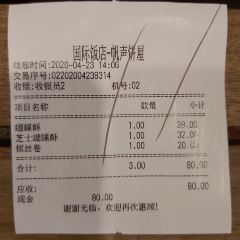 国际饭店-帆声饼屋
结账时间:2020-04-23 14:06
交易序号:02202004239314
收银:收银员2 机号:02
项目名称 数量 小计
蝴蝶酥 1.00 28.00
芝士蝴蝶酥 1.00 32.00
银丝卷 1.00 20.00
合计: 3.00 80.00
应收: 80.00
现金 80.00
谢谢光临，欢迎再次惠顾!